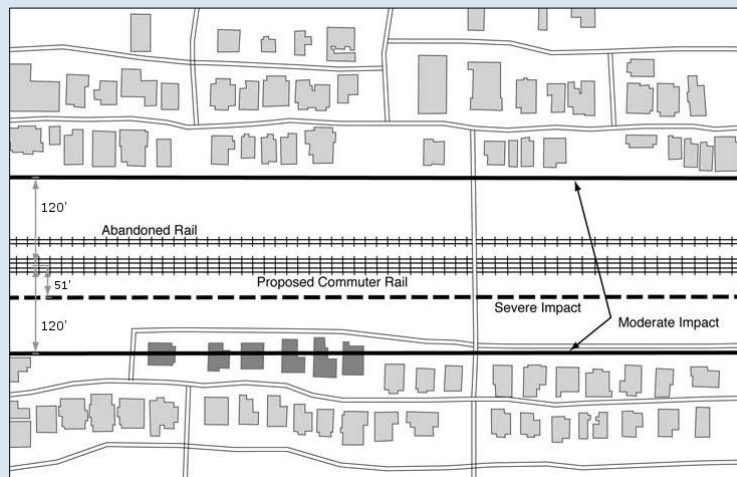 120'
Abandoned Rail
Proposed Commuter Rail
51'
Severe Impact
120'
Moderate Impact